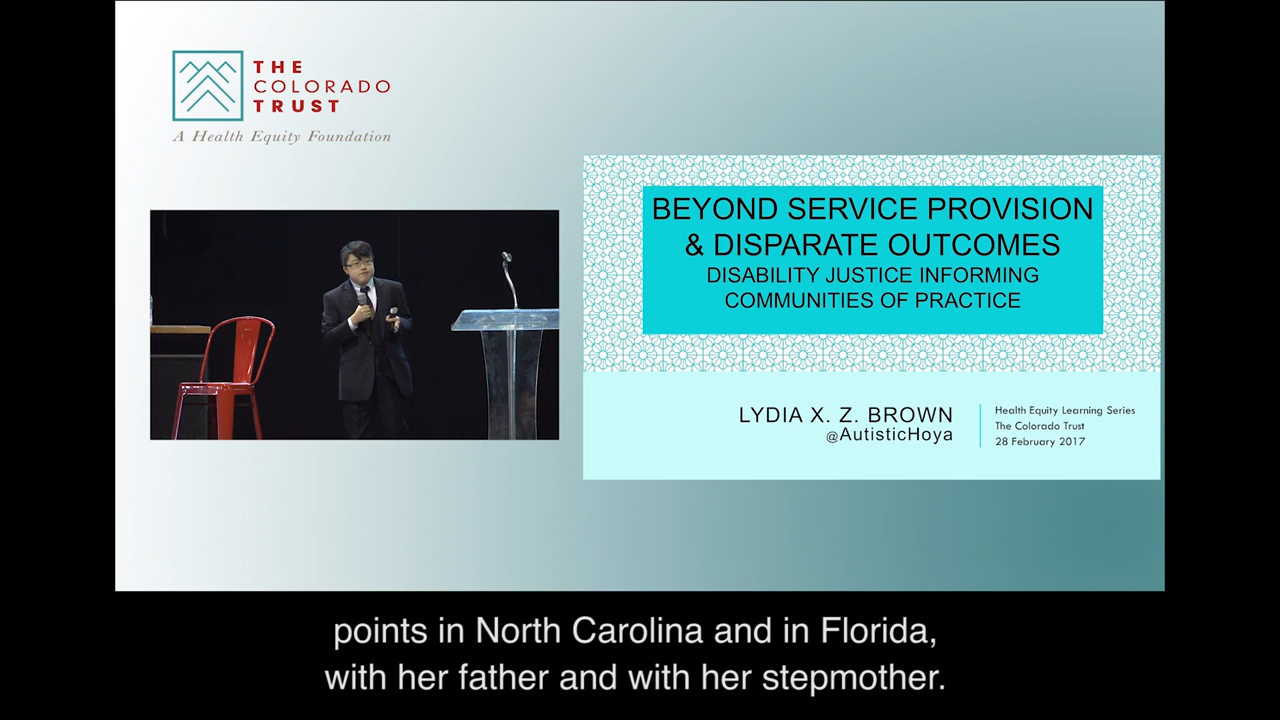 THE
COLORADO
TRUST
A Health Equity Foundation
BEYOND SERVICE PROVISION
& DISPARATE OUTCOMES
DISABILITY JUSTICE INFORMING
COMMUNITIES OF PRACTICE
LYDIA X. Z. BROWN
@AutisticHoya
Health Equity Learning Series
The Colorado Trust
28 February 2017
points in North Carolina and in Florida,
with her father and with her stepmother.